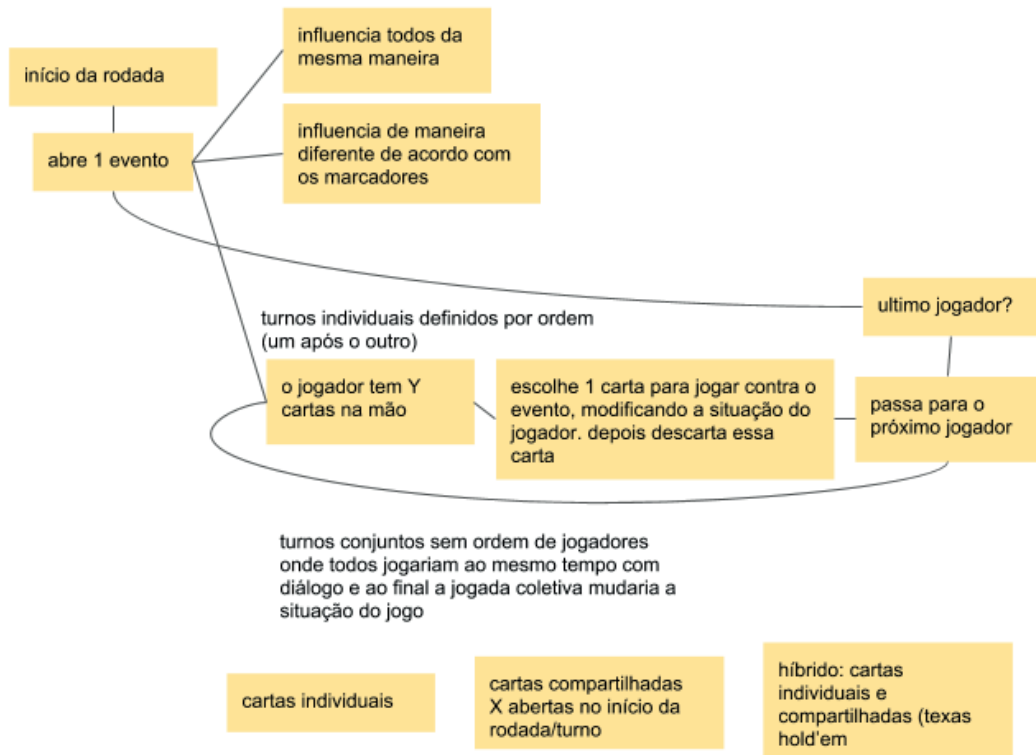 início da rodada
abre 1 evento
influencia todos da
mesma maneira
influencia de maneira
diferente de acordo com
os marcadores
ultimo jogador?
turnos individuais definidos por ordem
(um após o outro)
o jogador tem Y
cartas na mão
escolhe 1 carta para jogar contra o
evento, modificando a situação do
jogador. depois descarta essa
carta
passa para o
próximo jogador
turnos conjuntos sem ordem de jogadores
onde todos jogariam ao mesmo tempo com
diálogo e ao final a jogada coletiva mudaria a
situação do jogo
cartas individuais
cartas compartilhadas
X abertas no início da
rodada/turno
híbrido: cartas
individuais e
compartilhadas (texas
hold'em